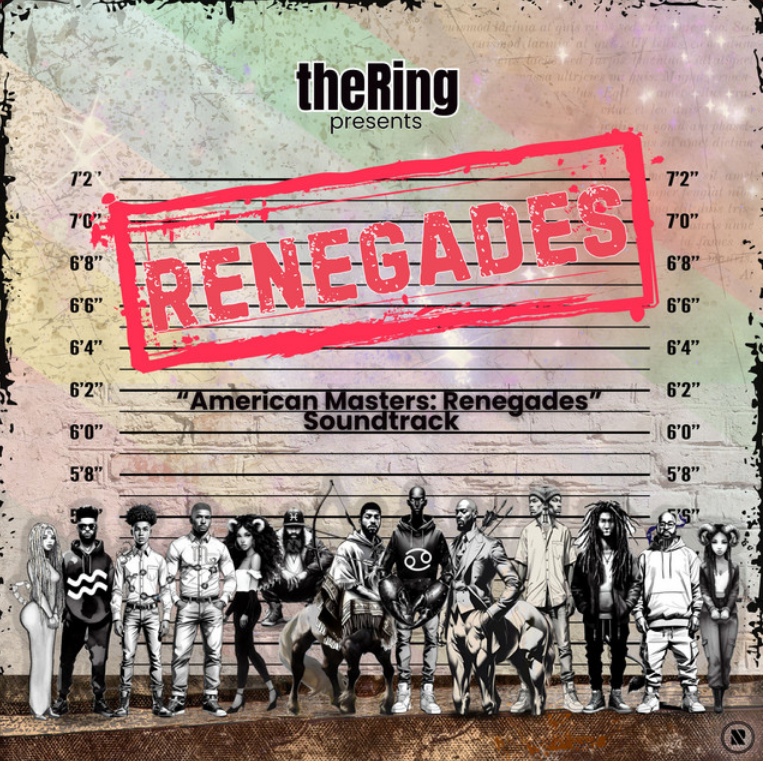 theRing
presents
7'2" 7'2"
7'0" 7'0"
RENEGADES
6'8" 6'8"
6'6" 6'6"
6'4" 6'4"
6'2" 6'2"
“American Masters: Renegades”
Soundtrack
6'0" 6'0"
5'8" 5'8"